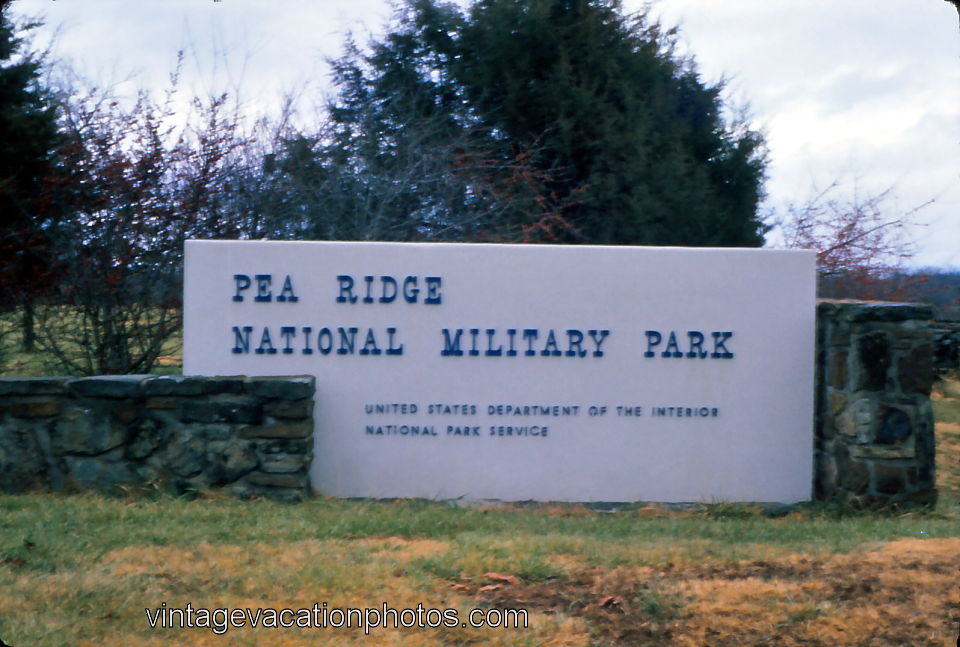 PEA RIDGE
NATIONAL MILITARY PARK
UNITED STATES DEPARTMENT OF THE INTERIOR
NATIONAL PARK SERVICE
vintagevacationphotos.com